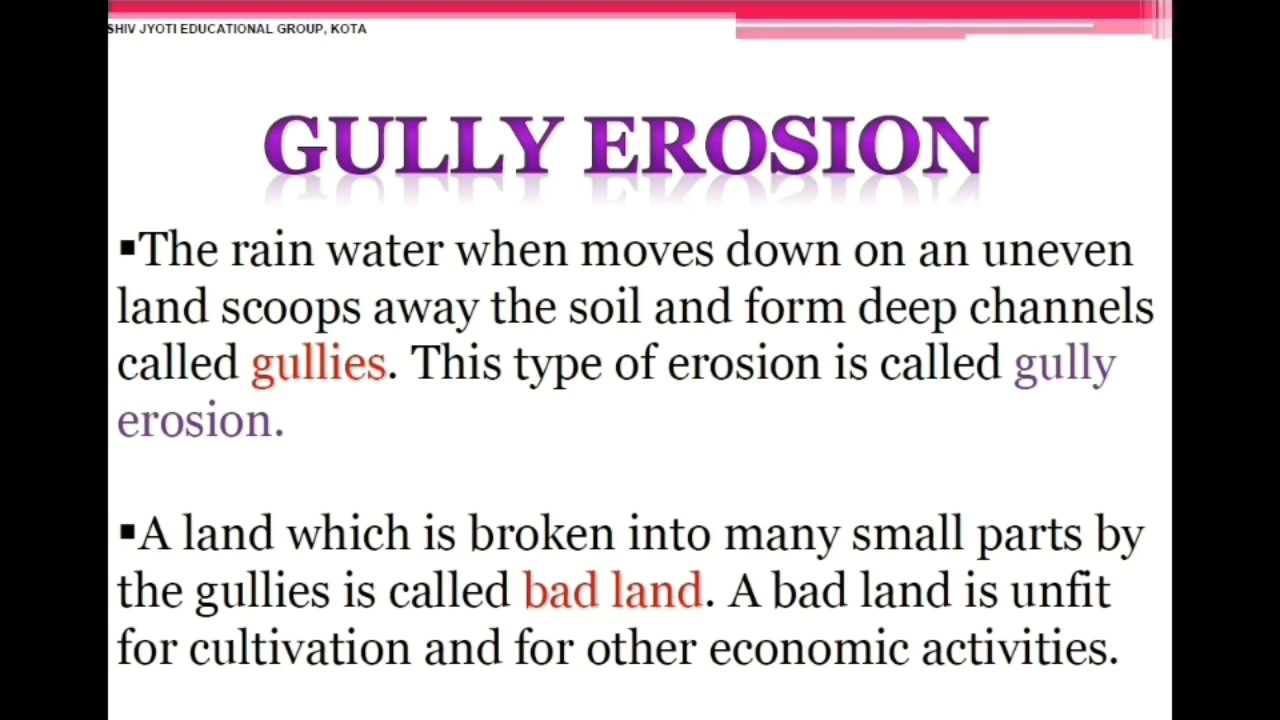 SHIV JYOTI EDUCATIONAL GROUP, KOTA
GULLY EROSION
▪The rain water when moves down on an uneven
land scoops away the soil and form deep channels
called gullies. This type of erosion is called gully
erosion.
▪A land which is broken into many small parts by
the gullies is called bad land. A bad land is unfit
for cultivation and for other economic activities.